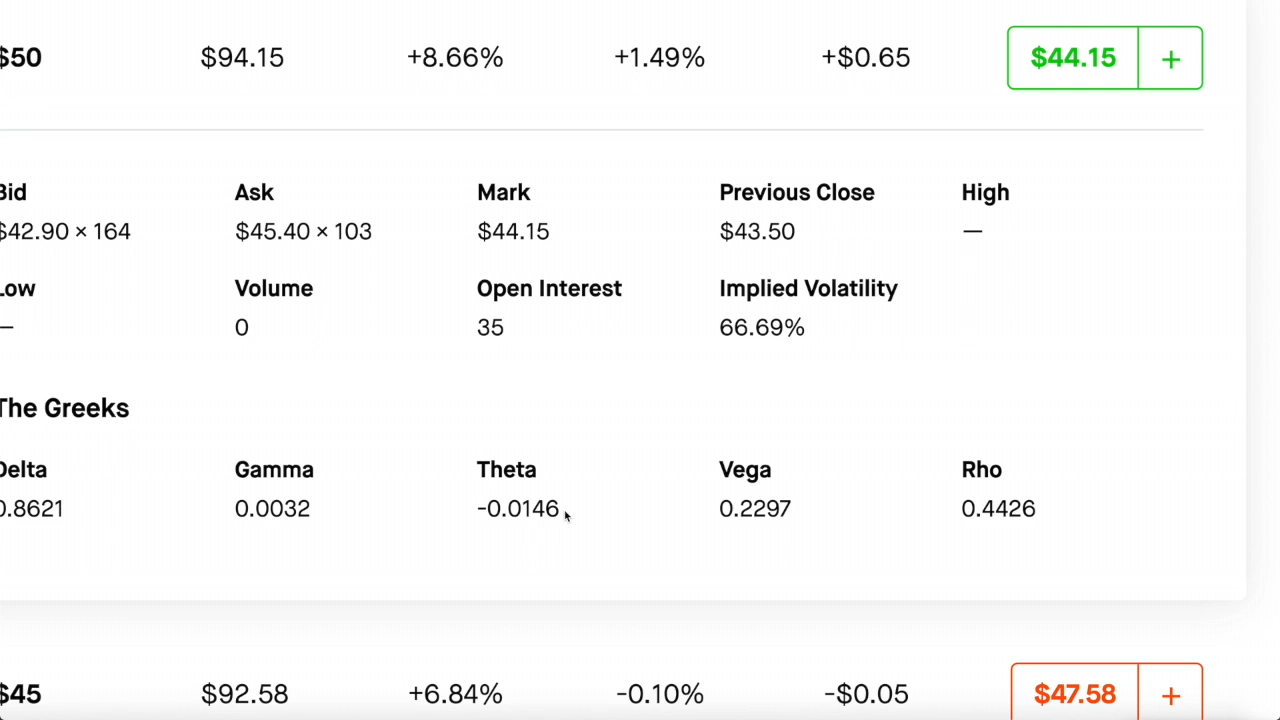 $50 $94.15 +8.66% +1.49% +$0.65 $44.15 +
Bid Ask Mark Previous Close High
$42.90 × 164 $45.40 × 103 $44.15 $43.50 —
Low Volume Open Interest Implied Volatility
— 0 35 66.69%
The Greeks
Delta Gamma Theta Vega Rho
0.8621 0.0032 -0.0146 0.2297 0.4426
$45 $92.58 +6.84% -0.10% -$0.05 $47.58 +